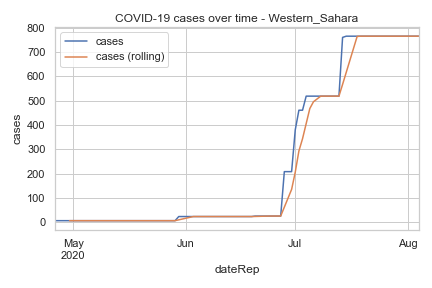 COVID-19 cases over time - Western_Sahara
cases
cases (rolling)
800
700
600
500
400
300
200
100
0
cases
May
2020
Jun
Jul
Aug
dateRep